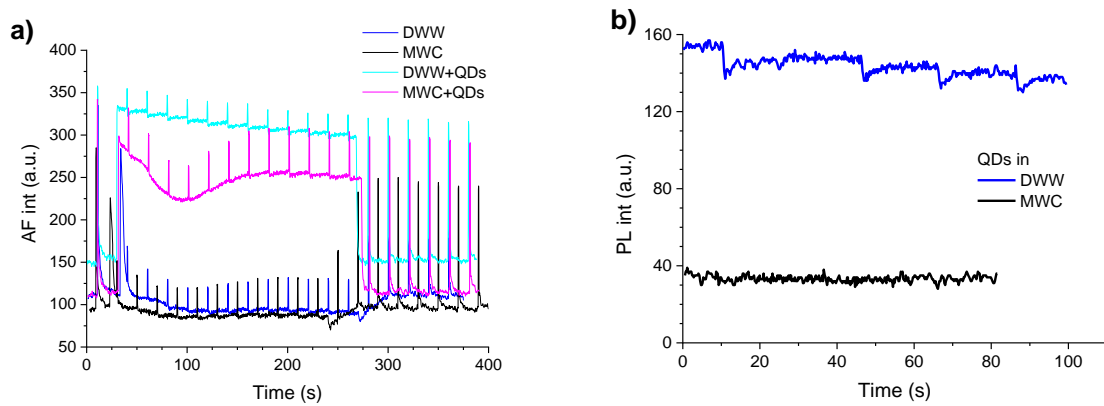 a)
DWW
MWC
DWW+QDs
MWC+QDs
400
350
300
250
200
150
100
50
AF int (a.u.)
0 100 200 300 400
Time (s)
b)
160
120
80
40
0
PL int (a.u.)
QDs in
DWW
MWC
0 20 40 60 80 100
Time (s)